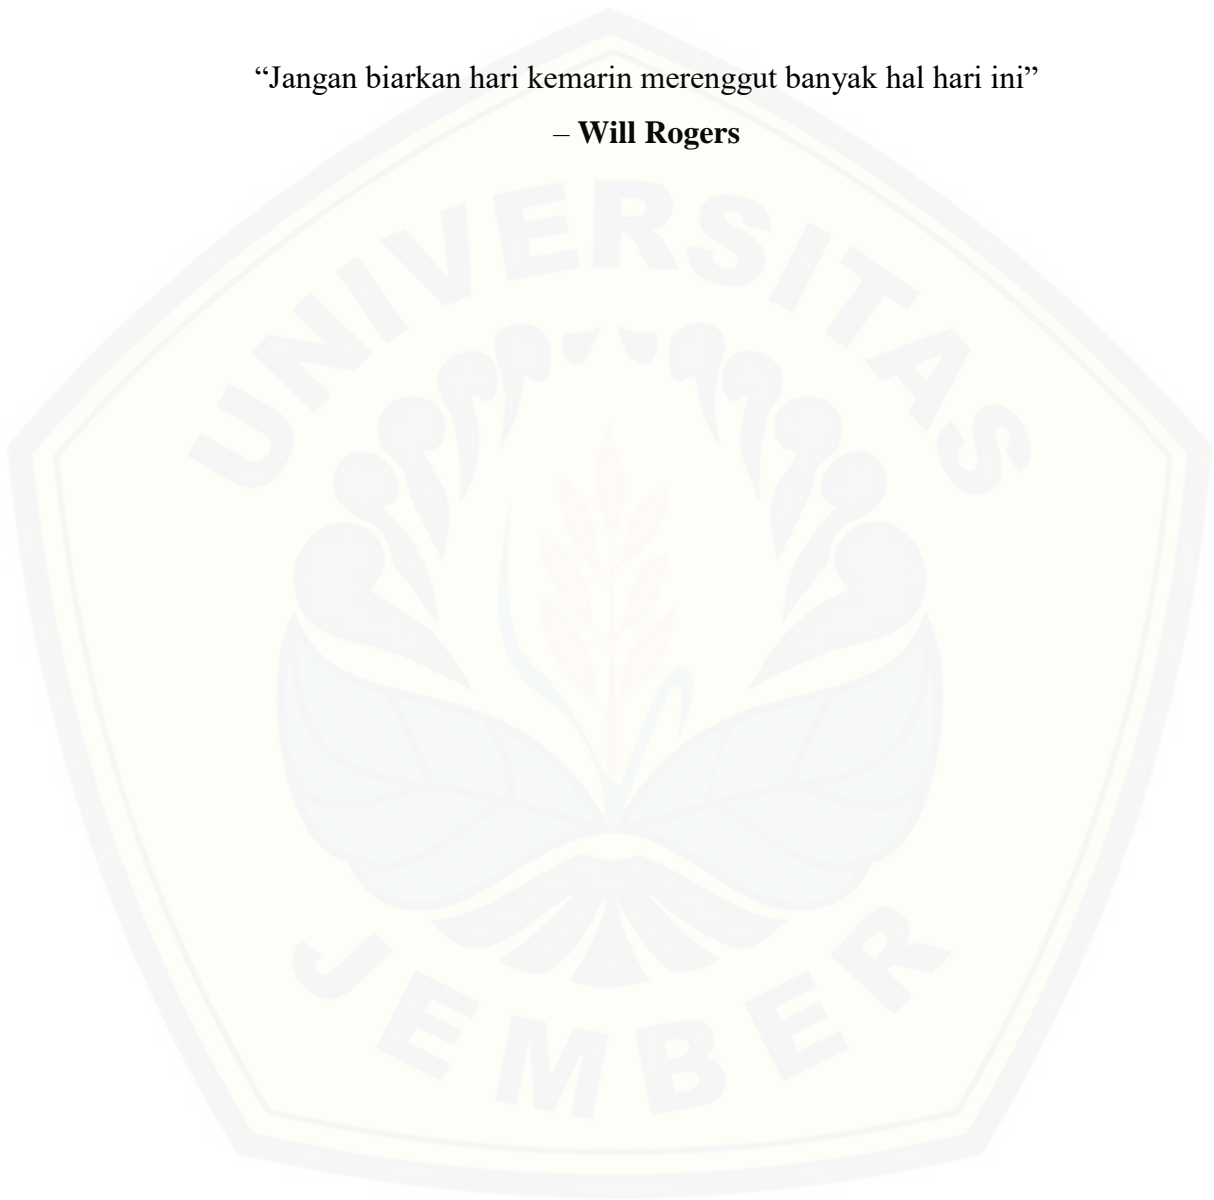 “Jangan biarkan hari kemarin merenggut banyak hal hari ini”
– Will Rogers
UNIVERSITAS
JEMBER